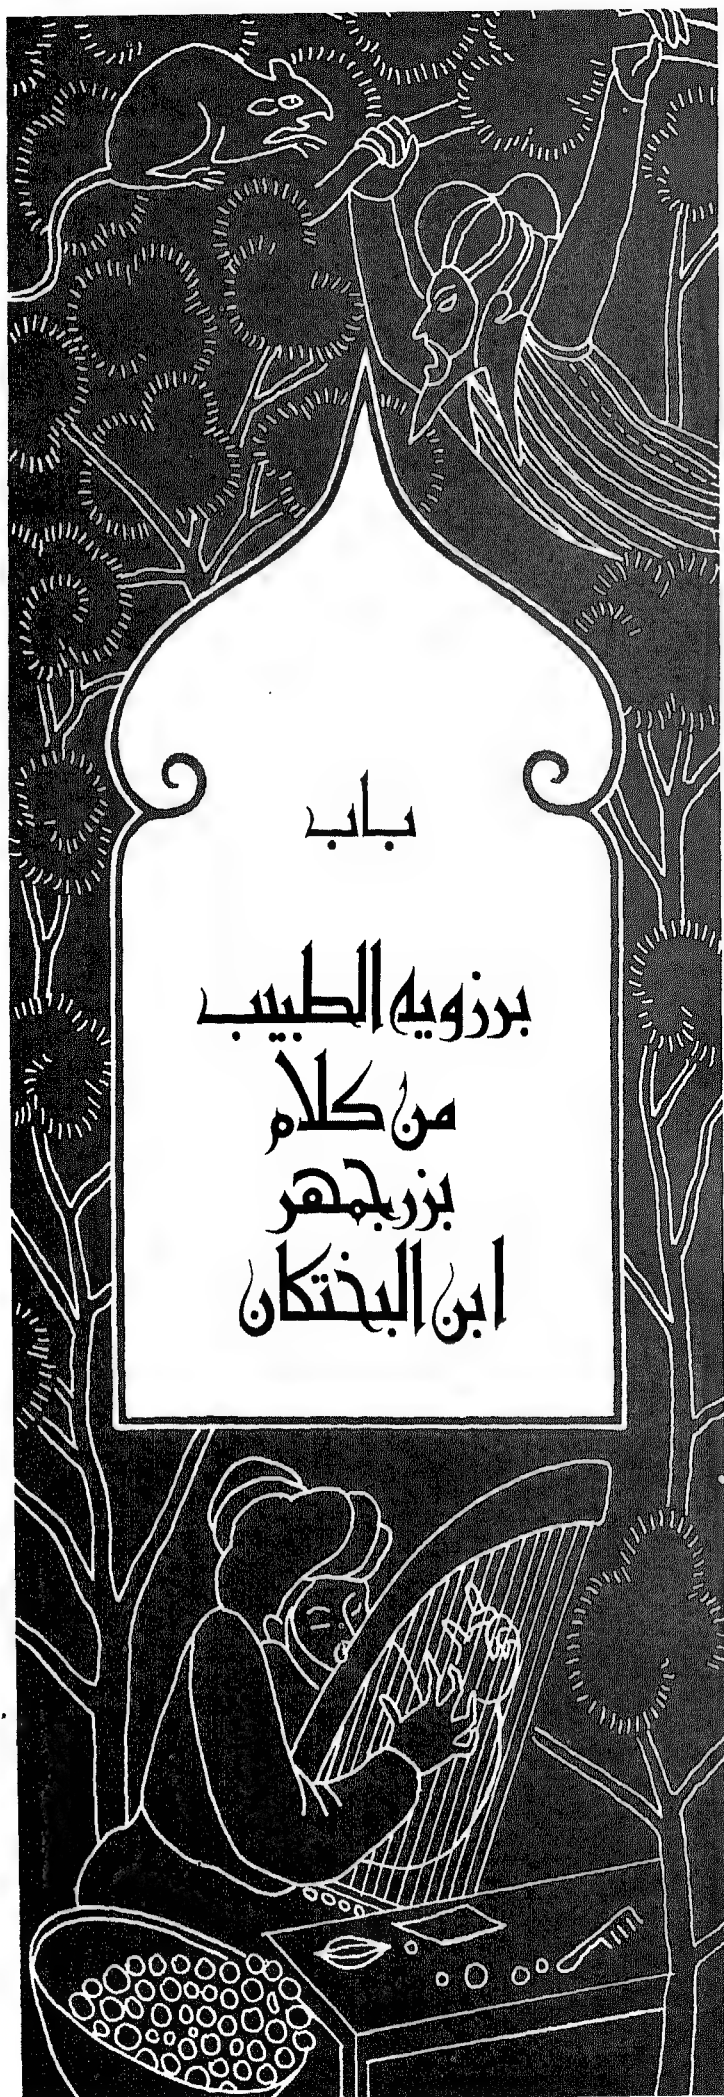 باب
برزويه الطبيب
من كلام
بزرجمهر
ابن البختكان